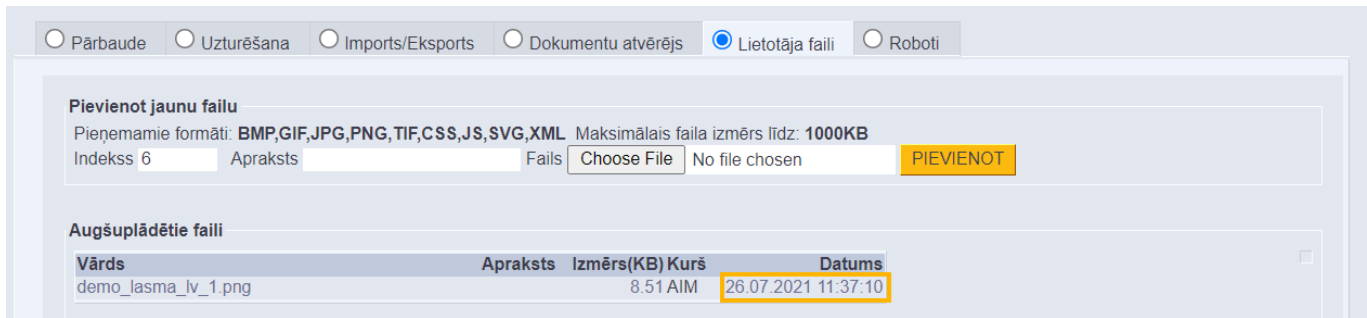 Pārbaude Uzturēšana Imports/Eksports Dokumentu atvērējs Lietotāja faili Roboti
Pievienot jaunu failu
Pieņemamie formāti: BMP,GIF,JPG,PNG,TIF,CSS,JS,SVG,XML Maksimālais faila izmērs līdz: 1000KB
Indekss 6 Apraksts Fails Choose File No file chosen PIEVIENOT
Augšuplādētie faili
Vārds Apraksts Izmērs(KB) Kurš Datums
demo_lasma_lv_1.png 8.51 AIM 26.07.2021 11:37:10